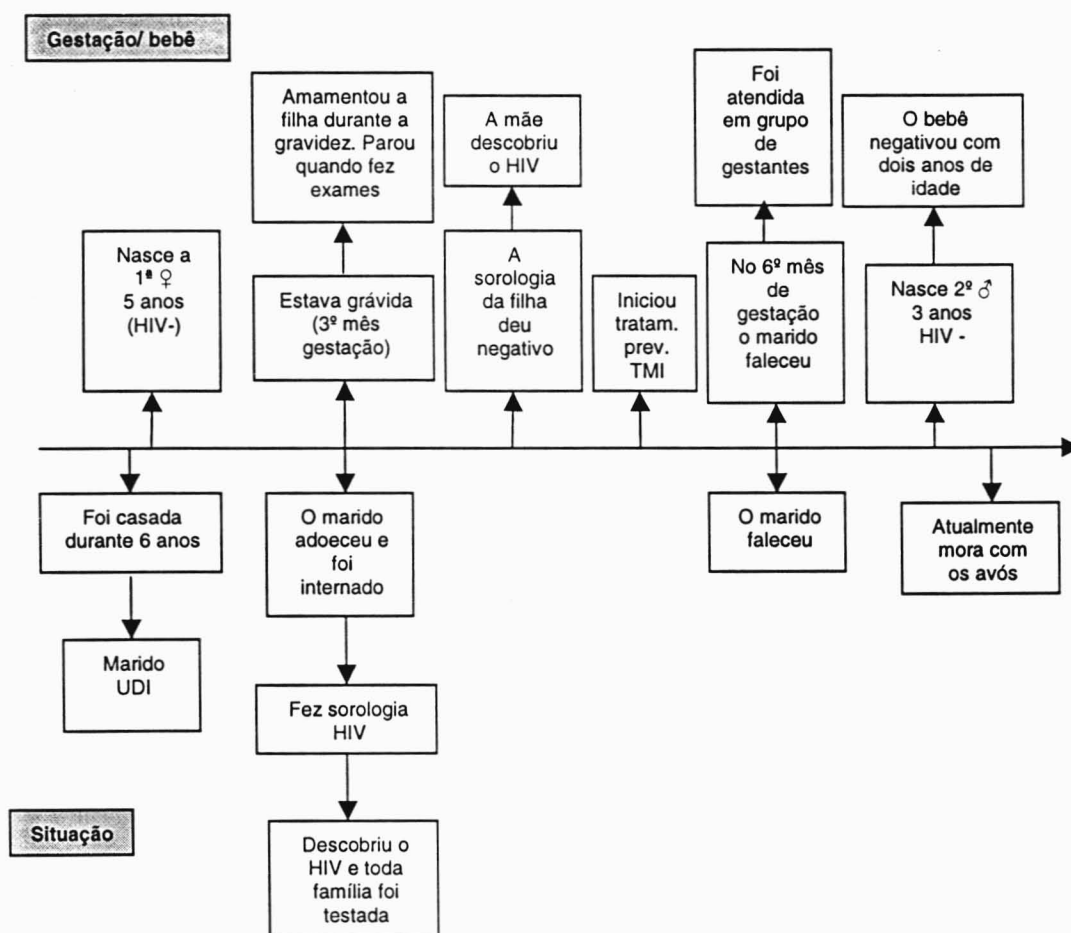 Gestação/ bebê
Amamentou a
filha durante a
gravidez. Parou
quando fez
exames
A mãe
descobriu
o HIV
Foi
atendida
em grupo
de
gestantes
O bebê
negativou com
dois anos de
idade
Nasce a
1ª ♀
5 anos
(HIV-)
Estava grávida
(3º mês
gestação)
A
sorologia
da filha
deu
negativo
Iniciou
tratam.
prev.
TMI
No 6º mês
de
gestação
o marido
faleceu
Nasce 2º ♂
3 anos
HIV -
Foi casada
durante 6 anos
O marido
adoeceu e
foi
internado
O marido
faleceu
Atualmente
mora com
os avós
Marido
UDI
Fez sorologia
HIV
Situação
Descobriu o
HIV e toda
família foi
testada